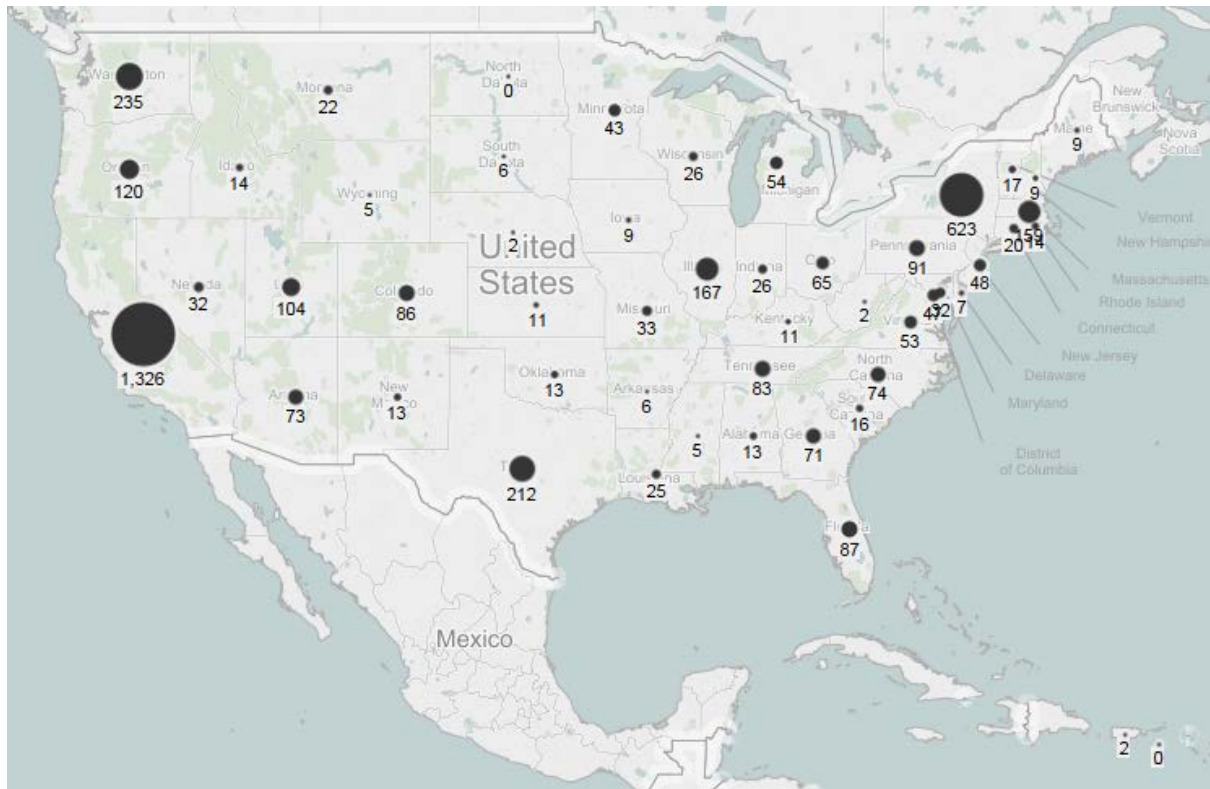 Washington
235
Montana
22
North
Dakota
0
Minnesota
43
Maine
9
New
Brunswick
Nova
Scotia
Oregon
120
Idaho
14
South
Dakota
6
Wisconsin
26
54
Michigan
17
9
Wyoming
5
623
159
20
14
Vermont
New Hampshi
Massachusetts
Rhode Island
Connecticut
New Jersey
Delaware
Maryland
District
of Columbia
2
Iowa
9
United
States
Pennsylvania
91
48
Nevada
32
104
Colorado
86
Illinois
167
Indiana
26
Ohio
65
47
32
7
2
Virginia
53
11
Missouri
33
Kentucky
11
1,326
Arizona
73
New
Mexico
13
Oklahoma
13
Arkansas
6
Tennessee
83
North
Carolina
74
South
Carolina
16
5
Alabama
13
Georgia
71
212
Louisiana
25
Florida
87
Mexico
2
0